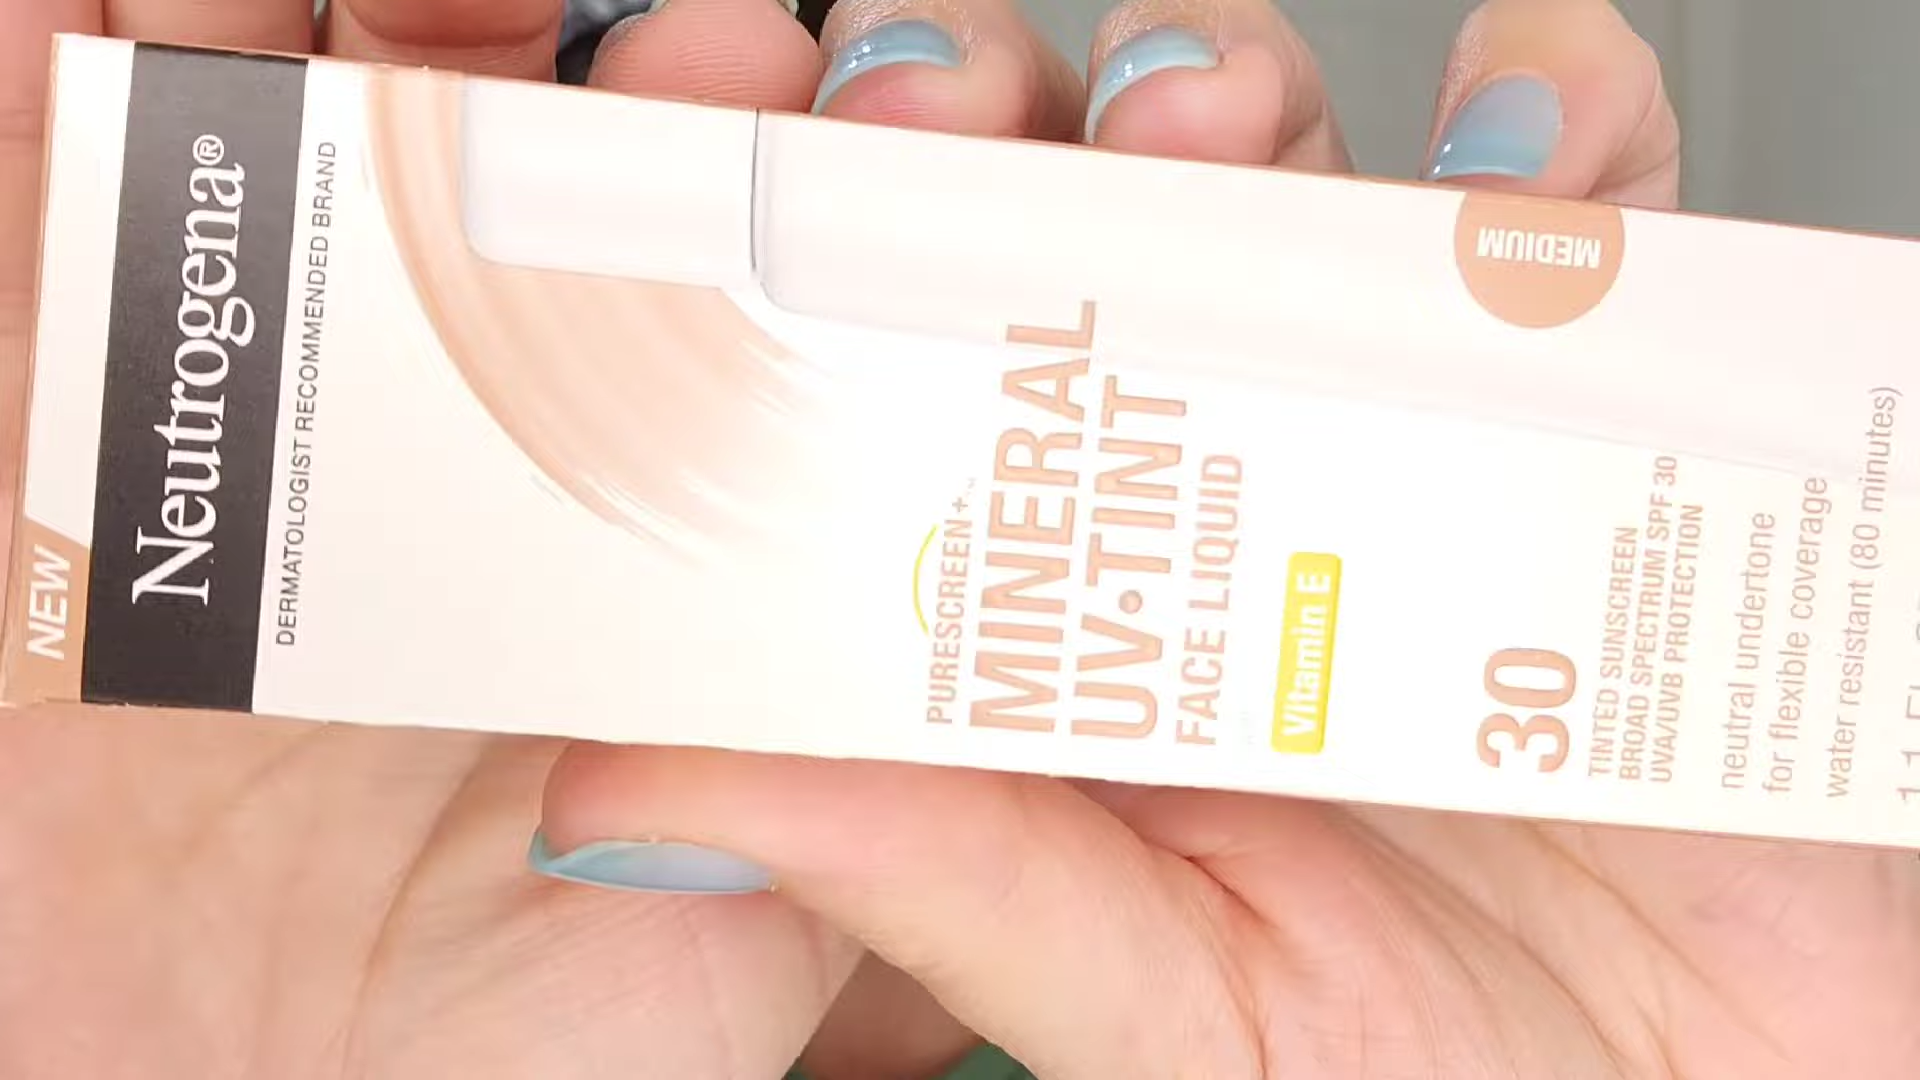 NEW
Neutrogena®
DERMATOLOGIST RECOMMENDED BRAND
PURESCREEN+™
MINERAL
UV•TINT
FACE LIQUID
Vitamin E
MEDIUM
30
TINTED SUNSCREEN
BROAD SPECTRUM SPF 30
UVA/UVB PROTECTION
neutral undertone
for flexible coverage
water resistant (80 minutes)